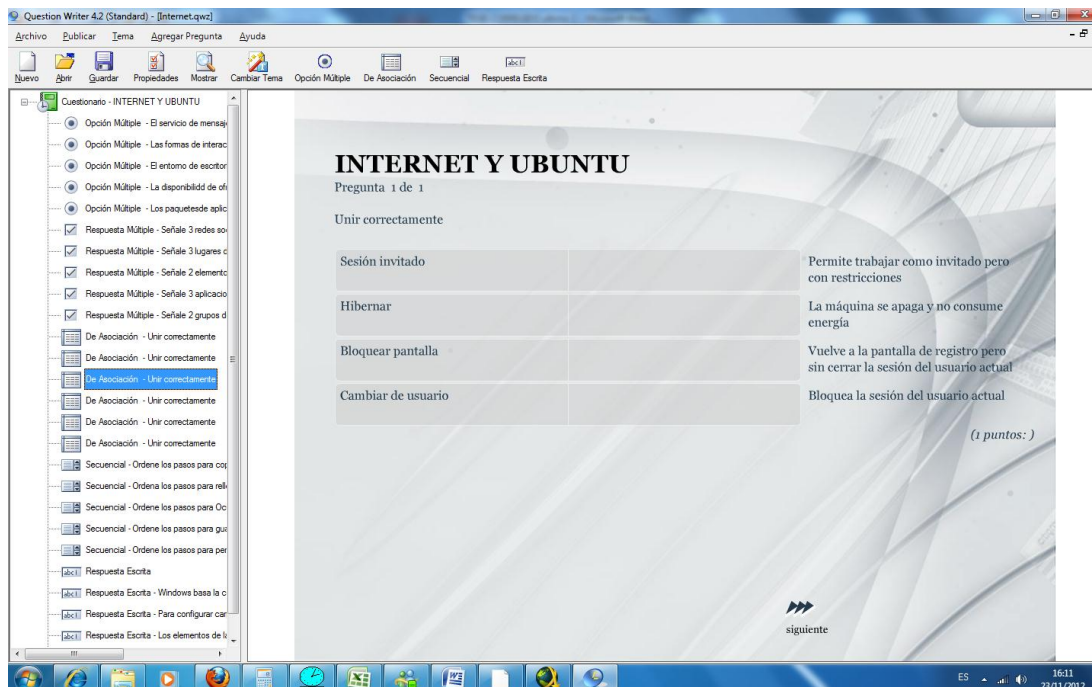 Question Writer 4.2 (Standard) - [Internet.qwz]
Archivo Publicar Tema Agregar Pregunta Ayuda
Nuevo Abrir Guardar Propiedades Mostrar Cambiar Tema Opción Múltiple De Asociación Secuencial Respuesta Escrita
Cuestionario - INTERNET Y UBUNTU
Opción Múltiple - El servicio de mensaj
Opción Múltiple - Las formas de interac
Opción Múltiple - El entorno de escritor
Opción Múltiple - La disponibilidd de ofi
Opción Múltiple - Los paquetesde aplic
Respuesta Múltiple - Señale 3 redes so
Respuesta Múltiple - Señale 3 lugares d
Respuesta Múltiple - Señale 2 elemento
Respuesta Múltiple - Señale 3 aplicacio
Respuesta Múltiple - Señale 2 grupos d
De Asociación - Unir correctamente
De Asociación - Unir correctamente
De Asociación - Unir correctamente
De Asociación - Unir correctamente
De Asociación - Unir correctamente
De Asociación - Unir correctamente
Secuencial - Ordene los pasos para cop
Secuencial - Ordena los pasos para rell
Secuencial - Ordene los pasos para Oc
Secuencial - Ordene los pasos para gua
Secuencial - Ordene los pasos para per
Respuesta Escrita
Respuesta Escrita - Windows basa la c
Respuesta Escrita - Para configurar car
Respuesta Escrita - Los elementos de la
INTERNET Y UBUNTU
Pregunta 1 de 1
Unir correctamente
Sesión invitado
Permite trabajar como invitado pero
con restricciones
Hibernar
La máquina se apaga y no consume
energía
Bloquear pantalla
Vuelve a la pantalla de registro pero
sin cerrar la sesión del usuario actual
Cambiar de usuario
Bloquea la sesión del usuario actual
(1 puntos: )
siguiente
ES
16:11
23/11/2012